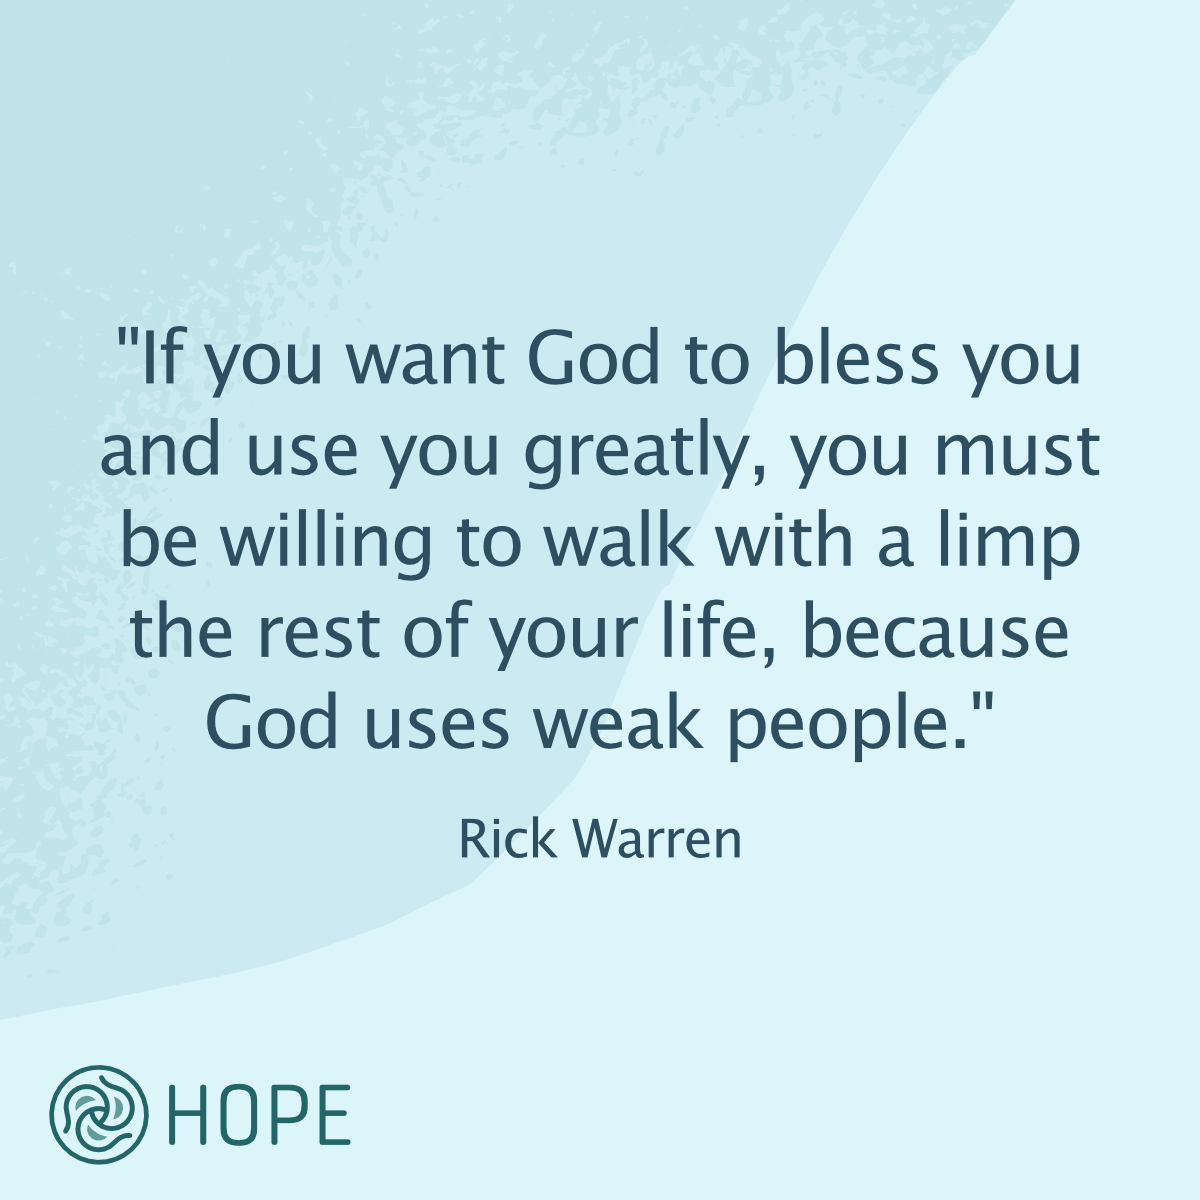 "If you want God to bless you
and use you greatly, you must
be willing to walk with a limp
the rest of your life, because
God uses weak people."
Rick Warren
HOPE